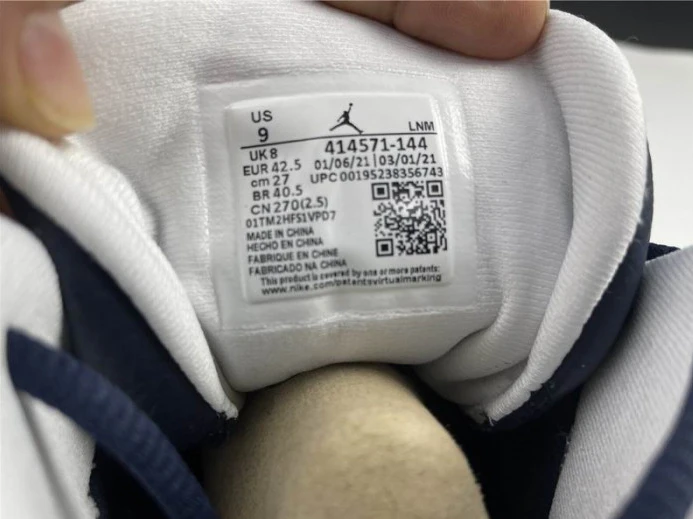 US
9
LNM
UK 8
414571-144
EUR 42.5
01/06/21 | 03/01/21
cm 27
UPC 00195238356743
BR 40.5
CN 270(2.5)
01TM2HFS1VPD7
MADE IN CHINA
HECHO EN CHINA
FABRIQUE EN CHINE
FABRICADO NA CHINA
This product is covered by one or more patents:
www.nike.com/patentsvirtualmarking